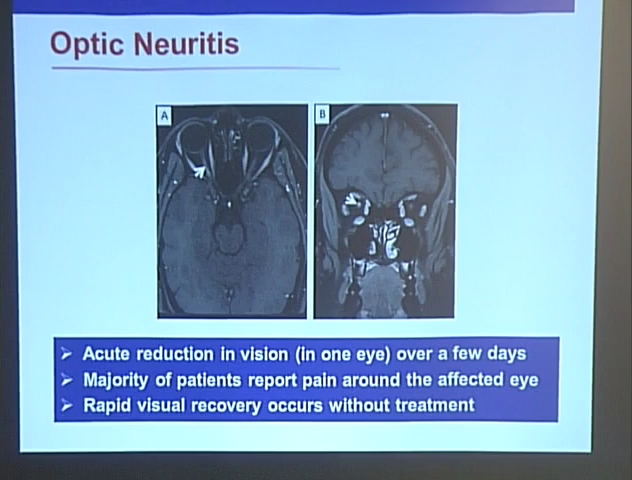 Optic Neuritis
A
B
➢ Acute reduction in vision (in one eye) over a few days
➢ Majority of patients report pain around the affected eye
➢ Rapid visual recovery occurs without treatment